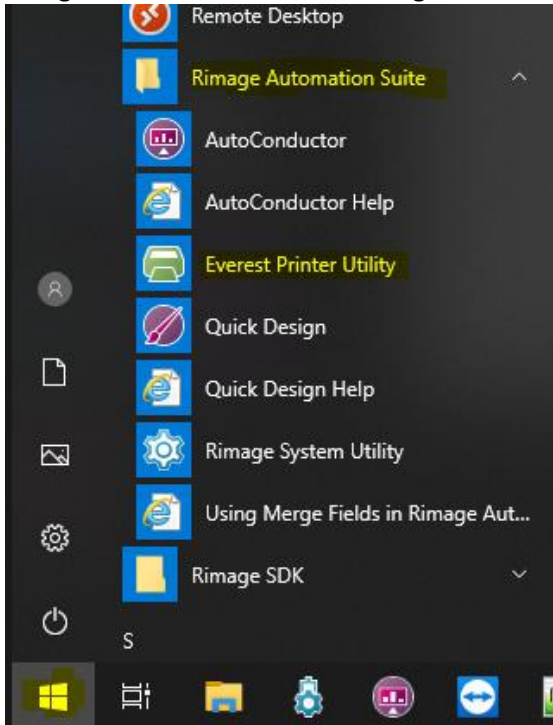 Remote Desktop
Rimage Automation Suite
AutoConductor
AutoConductor Help
Everest Printer Utility
Quick Design
Quick Design Help
Rimage System Utility
Using Merge Fields in Rimage Aut...
Rimage SDK
S